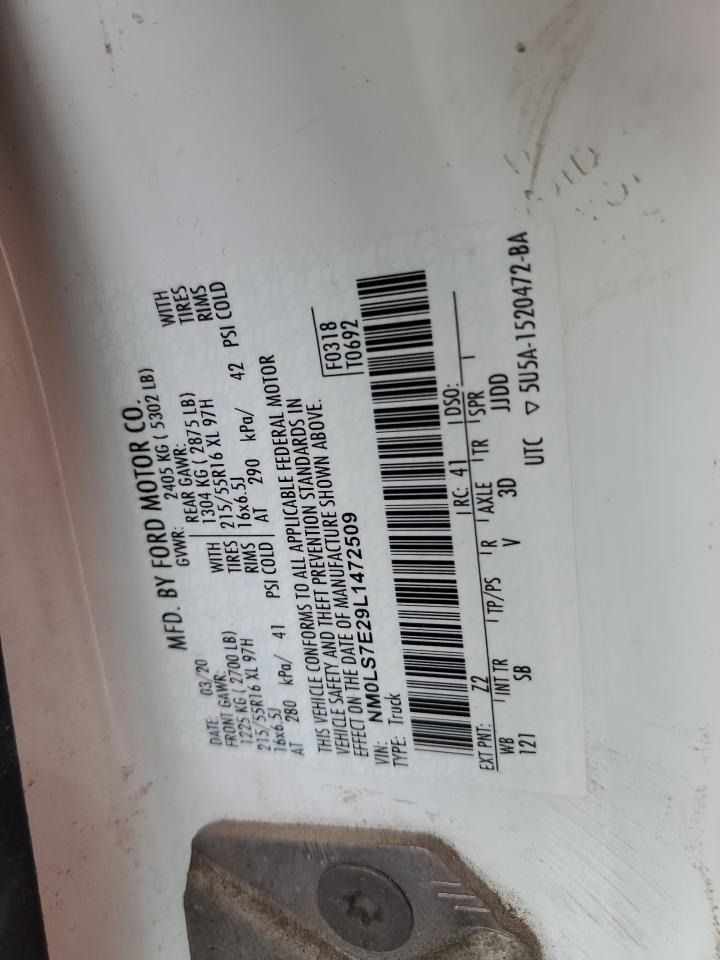 MFD. BY FORD MOTOR CO.
DATE: 03/20 GVWR: 2405 KG ( 5302 LB)
FRONT GAWR: REAR GAWR: WITH
1225 KG ( 2700 LB) WITH 1304 KG ( 2875 LB) TIRES
215/55R16 XL 97H TIRES 215/55R16 XL 97H RIMS
16x6.5J RIMS 16x6.5J
AT 280 kPa/ 41 PSI COLD AT 290 kPa/ 42 PSI COLD
THIS VEHICLE CONFORMS TO ALL APPLICABLE FEDERAL MOTOR
VEHICLE SAFETY AND THEFT PREVENTION STANDARDS IN
EFFECT ON THE DATE OF MANUFACTURE SHOWN ABOVE.
VIN: NM0LS7E29L1472509 F0318
TYPE: Truck T0692
EXT PNT: Z2 RC: 41 DSO:
WB INT TR TP/PS R AXLE TR SPR
121 SB V 3D JJDD
UTC ▽ 5U5A-1520472-BA